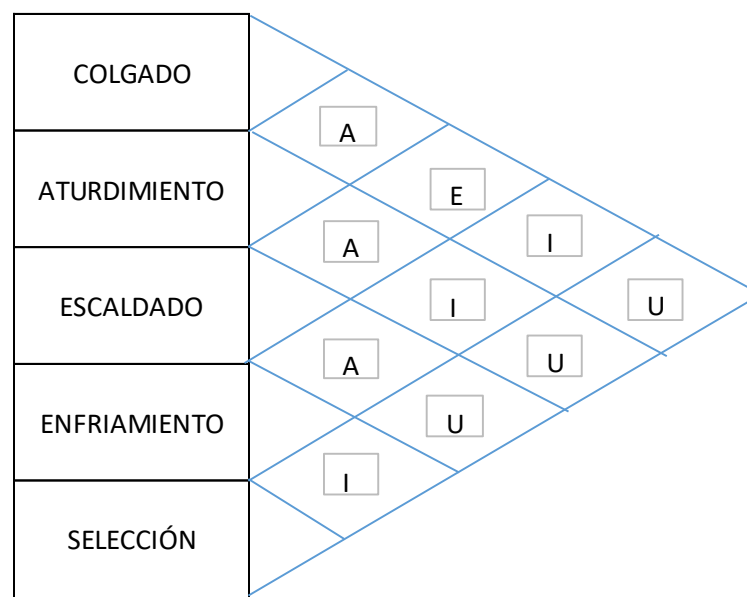 COLGADO
A
ATURDIMIENTO
E
A
I
ESCALDADO
I
U
A
U
ENFRIAMIENTO
U
I
SELECCIÓN